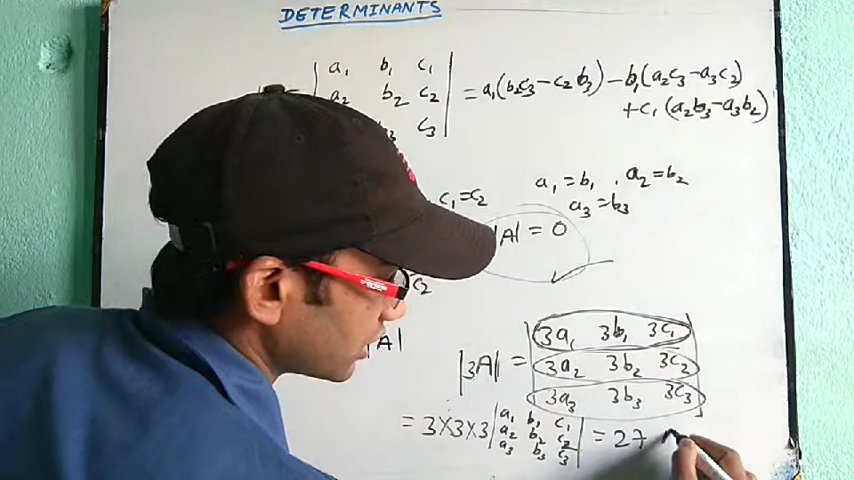 DETERMINANTS
| a₁ b₁ c₁ | = a₁(b₂c₃ – c₂b₃) – b₁(a₂c₃ – a₃c₂)
a₂ b₂ c₂ + c₁(a₂b₃ – a₃b₂)
₃ c₃
c₁ = c₂ a₁ = b₁ , a₂ = b₂
a₃ = b₃
|A| = 0
c₂
|A|
|3A| = | 3a₁ 3b₁ 3c₁ |
3a₂ 3b₂ 3c₂
3a₃ 3b₃ 3c₃
= 3×3×3 | a₁ b₁ c₁ | = 27
a₂ b₂ c₂
a₃ b₃ c₃